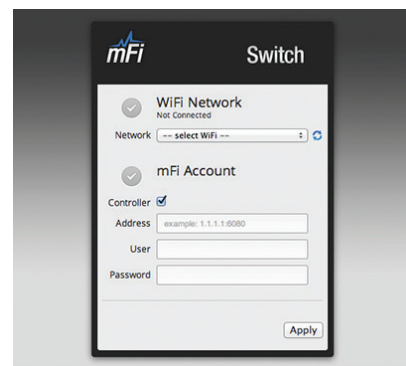 mFi
Switch
WiFi Network
Not Connected
Network
-- select WiFi --
mFi Account
Controller
Address
example: 1.1.1.1:6080
User
Password
Apply